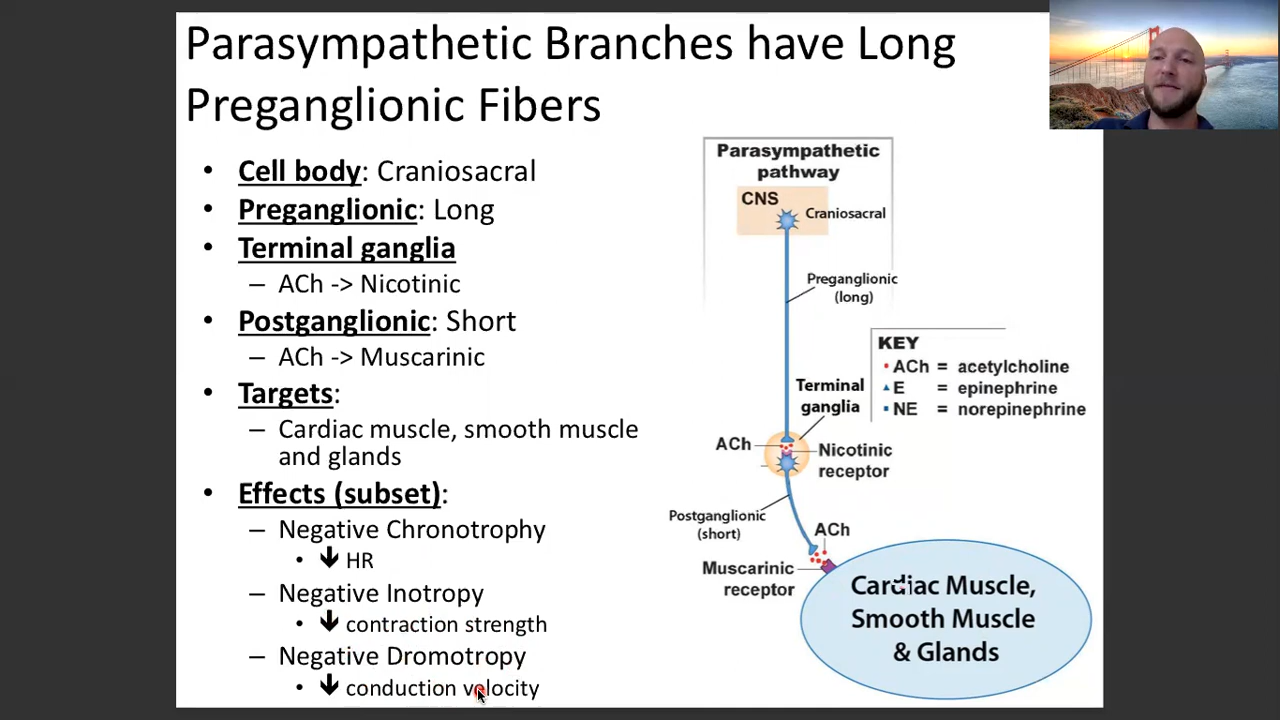 Parasympathetic Branches have Long
Preganglionic Fibers
• Cell body: Craniosacral
• Preganglionic: Long
• Terminal ganglia
– ACh -> Nicotinic
• Postganglionic: Short
– ACh -> Muscarinic
• Targets:
– Cardiac muscle, smooth muscle
and glands
• Effects (subset):
– Negative Chronotrophy
• 🡇 HR
– Negative Inotropy
• 🡇 contraction strength
– Negative Dromotropy
• 🡇 conduction velocity
Parasympathetic
pathway
CNS
Craniosacral
Preganglionic
(long)
KEY
• ACh = acetylcholine
▲ E = epinephrine
▪ NE = norepinephrine
Terminal
ganglia
ACh
Nicotinic
receptor
Postganglionic
(short)
ACh
Muscarinic
receptor
Cardiac Muscle,
Smooth Muscle
& Glands